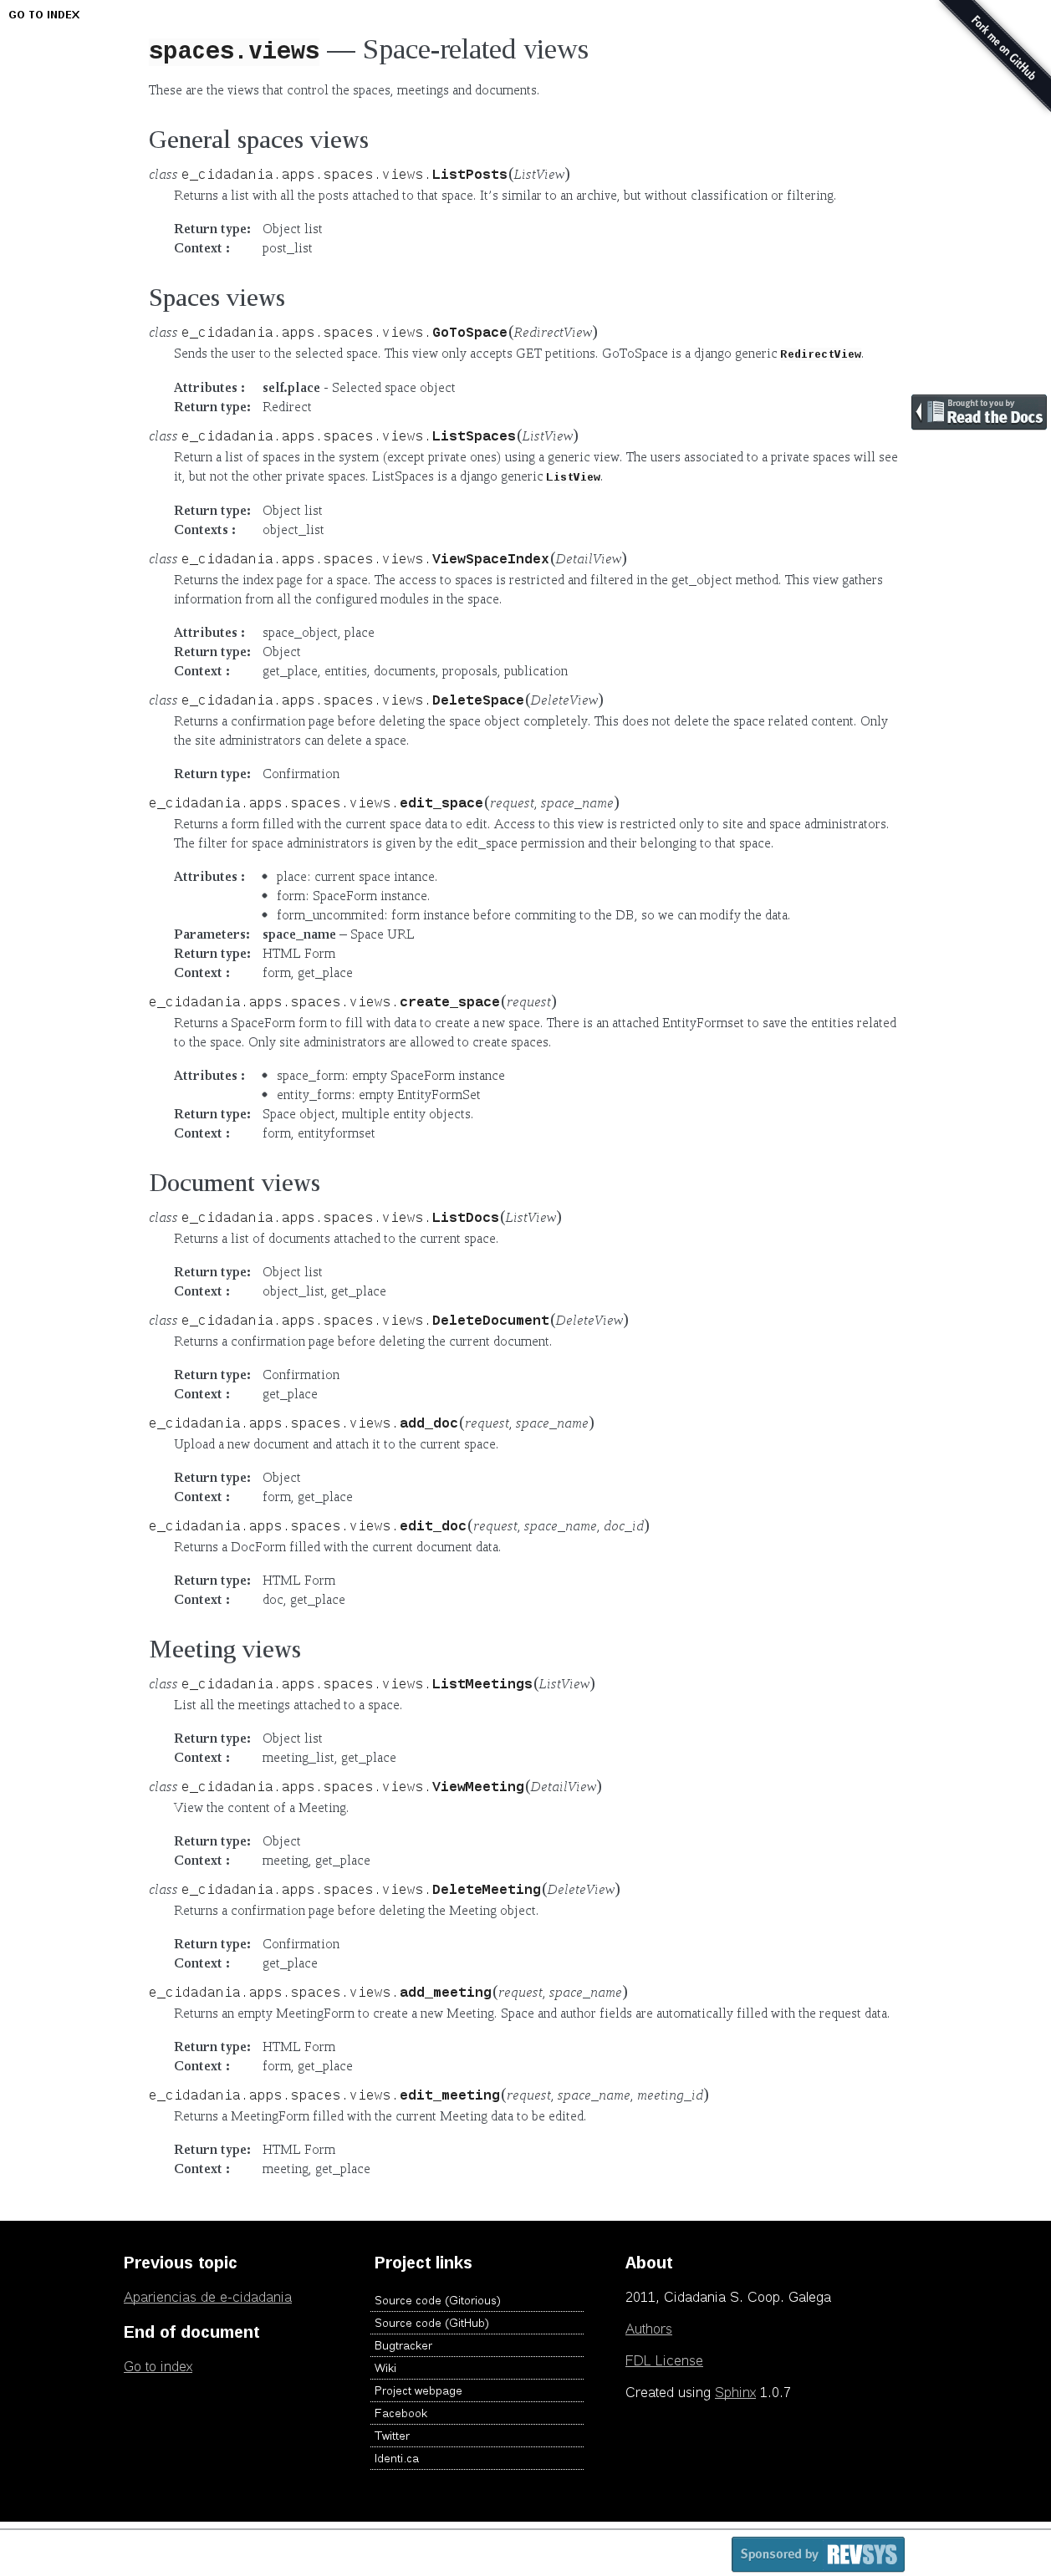 GO TO INDEX
Fork me on GitHub
spaces.views — Space-related views
These are the views that control the spaces, meetings and documents.
General spaces views
class e_cidadania.apps.spaces.views.ListPosts(ListView)
Returns a list with all the posts attached to that space. It’s similar to an archive, but without classification or filtering.
Return type: Object list
Context : post_list
Spaces views
class e_cidadania.apps.spaces.views.GoToSpace(RedirectView)
Sends the user to the selected space. This view only accepts GET petitions. GoToSpace is a django generic RedirectView.
Attributes : self.place - Selected space object
Return type: Redirect
Brought to you by
Read the Docs
class e_cidadania.apps.spaces.views.ListSpaces(ListView)
Return a list of spaces in the system (except private ones) using a generic view. The users associated to a private spaces will see
it, but not the other private spaces. ListSpaces is a django generic ListView.
Return type: Object list
Contexts : object_list
class e_cidadania.apps.spaces.views.ViewSpaceIndex(DetailView)
Returns the index page for a space. The access to spaces is restricted and filtered in the get_object method. This view gathers
information from all the configured modules in the space.
Attributes : space_object, place
Return type: Object
Context : get_place, entities, documents, proposals, publication
class e_cidadania.apps.spaces.views.DeleteSpace(DeleteView)
Returns a confirmation page before deleting the space object completely. This does not delete the space related content. Only
the site administrators can delete a space.
Return type: Confirmation
e_cidadania.apps.spaces.views.edit_space(request, space_name)
Returns a form filled with the current space data to edit. Access to this view is restricted only to site and space administrators.
The filter for space administrators is given by the edit_space permission and their belonging to that space.
Attributes : • place: current space intance.
• form: SpaceForm instance.
• form_uncommited: form instance before commiting to the DB, so we can modify the data.
Parameters: space_name – Space URL
Return type: HTML Form
Context : form, get_place
e_cidadania.apps.spaces.views.create_space(request)
Returns a SpaceForm form to fill with data to create a new space. There is an attached EntityFormset to save the entities related
to the space. Only site administrators are allowed to create spaces.
Attributes : • space_form: empty SpaceForm instance
• entity_forms: empty EntityFormSet
Return type: Space object, multiple entity objects.
Context : form, entityformset
Document views
class e_cidadania.apps.spaces.views.ListDocs(ListView)
Returns a list of documents attached to the current space.
Return type: Object list
Context : object_list, get_place
class e_cidadania.apps.spaces.views.DeleteDocument(DeleteView)
Returns a confirmation page before deleting the current document.
Return type: Confirmation
Context : get_place
e_cidadania.apps.spaces.views.add_doc(request, space_name)
Upload a new document and attach it to the current space.
Return type: Object
Context : form, get_place
e_cidadania.apps.spaces.views.edit_doc(request, space_name, doc_id)
Returns a DocForm filled with the current document data.
Return type: HTML Form
Context : doc, get_place
Meeting views
class e_cidadania.apps.spaces.views.ListMeetings(ListView)
List all the meetings attached to a space.
Return type: Object list
Context : meeting_list, get_place
class e_cidadania.apps.spaces.views.ViewMeeting(DetailView)
View the content of a Meeting.
Return type: Object
Context : meeting, get_place
class e_cidadania.apps.spaces.views.DeleteMeeting(DeleteView)
Returns a confirmation page before deleting the Meeting object.
Return type: Confirmation
Context : get_place
e_cidadania.apps.spaces.views.add_meeting(request, space_name)
Returns an empty MeetingForm to create a new Meeting. Space and author fields are automatically filled with the request data.
Return type: HTML Form
Context : form, get_place
e_cidadania.apps.spaces.views.edit_meeting(request, space_name, meeting_id)
Returns a MeetingForm filled with the current Meeting data to be edited.
Return type: HTML Form
Context : meeting, get_place
Previous topic
Apariencias de e-cidadania
End of document
Go to index
Project links
Source code (Gitorious)
Source code (GitHub)
Bugtracker
Wiki
Project webpage
Facebook
Twitter
Identi.ca
About
2011, Cidadania S. Coop. Galega
Authors
FDL License
Created using Sphinx 1.0.7
Sponsored by REVSYS